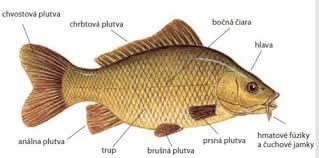 chvostová plutva
chrbtová plutva
bočná čiara
hlava
análna plutva
trup
brušná plutva
prsná plutva
hmatové fúziky
a čuchové jamky